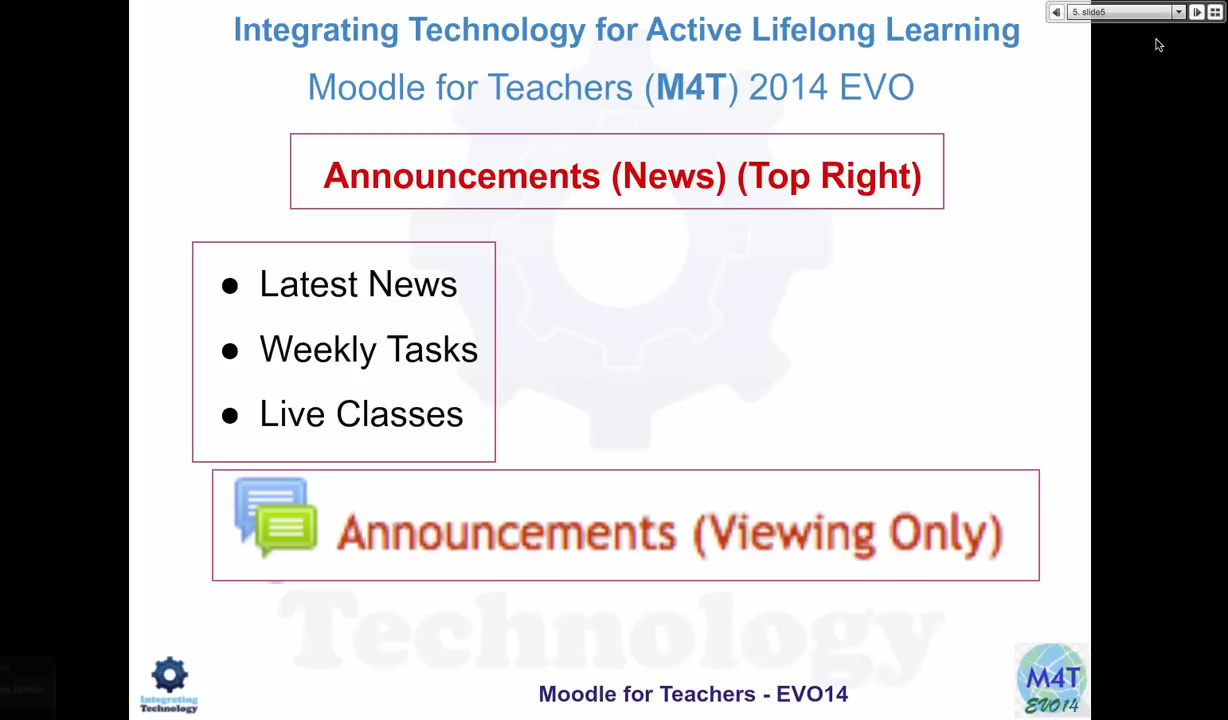 5. slide5
Integrating Technology for Active Lifelong Learning
Moodle for Teachers (M4T) 2014 EVO
Announcements (News) (Top Right)
● Latest News
● Weekly Tasks
● Live Classes
Announcements (Viewing Only)
Technology
Integrating
Technology
Moodle for Teachers - EVO14
M4T
EVO14